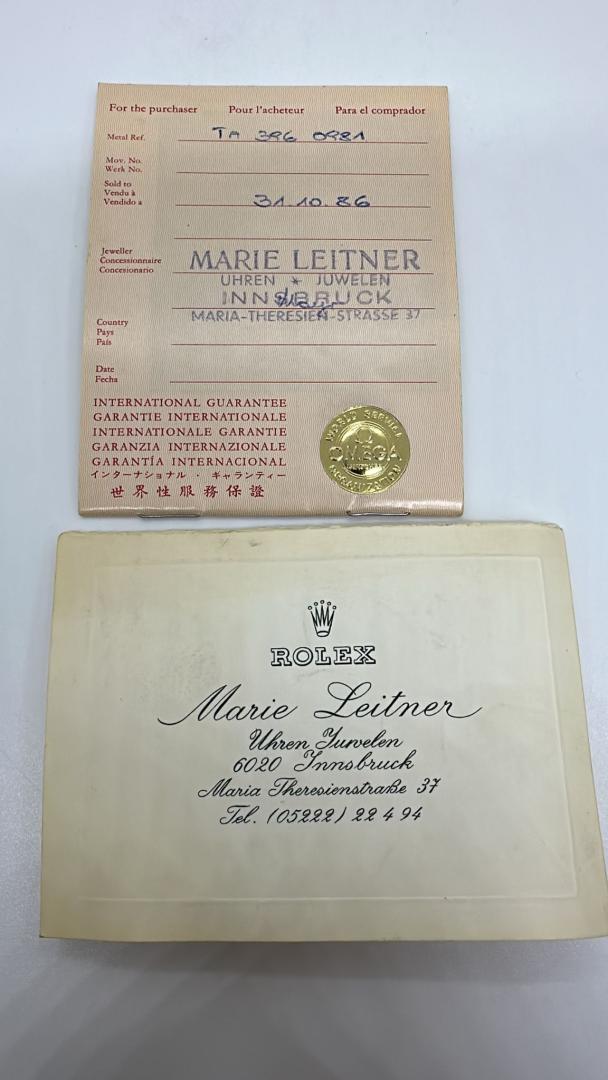 For the purchaser Pour l'acheteur Para el comprador
Metal Ref. TA 396 0981
Mov. No.
Werk No.
Sold to
Vendu à
Vendido a 31.10.86
Jeweller
Concessionnaire
Concesionario
MARIE LEITNER
UHREN * JUWELEN
INNSBRUCK
MARIA-THERESIEN-STRASSE 37
Country
Pays
País
Date
Fecha
INTERNATIONAL GUARANTEE
GARANTIE INTERNATIONALE
INTERNATIONALE GARANTIE
GARANZIA INTERNAZIONALE
GARANTÍA INTERNACIONAL
インターナショナル・ギャランティー
世界性服務保證
WORLD SERVICE
OMEGA
ORGANIZATION
ROLEX
Marie Leitner
Uhren Juwelen
6020 Innsbruck
Maria Theresienstraße 37
Tel. (05222) 22 4 94